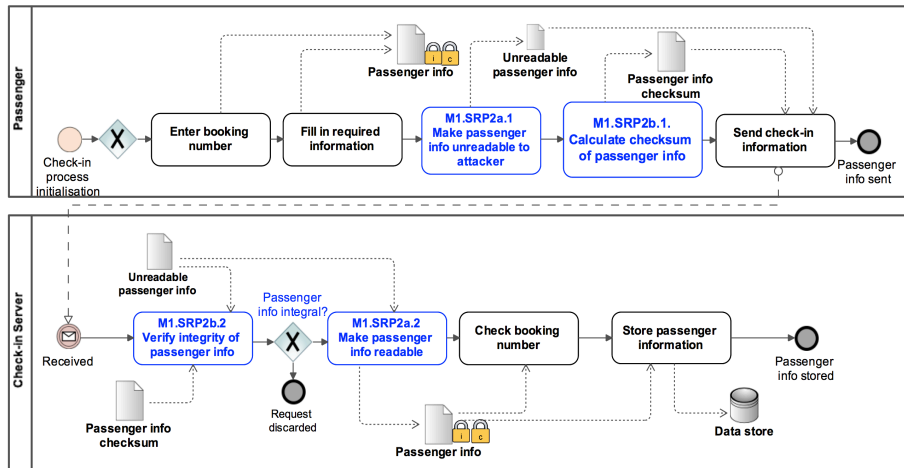 Passenger
Check-in
process
initialisation
X
Enter booking
number
Fill in required
information
Passenger info
I C
M1.SRP2a.1
Make passenger
info unreadable to
attacker
Unreadable
passenger info
M1.SRP2b.1.
Calculate checksum
of passenger info
Passenger info
checksum
Send check-in
information
Passenger
info sent
Check-in Server
Received
Unreadable
passenger info
M1.SRP2b.2
Verify integrity of
passenger info
Passenger info
checksum
Passenger
info integral?
X
Request
discarded
M1.SRP2a.2
Make passenger
info readable
Passenger info
I C
Check booking
number
Store passenger
information
Data store
Passenger
info stored